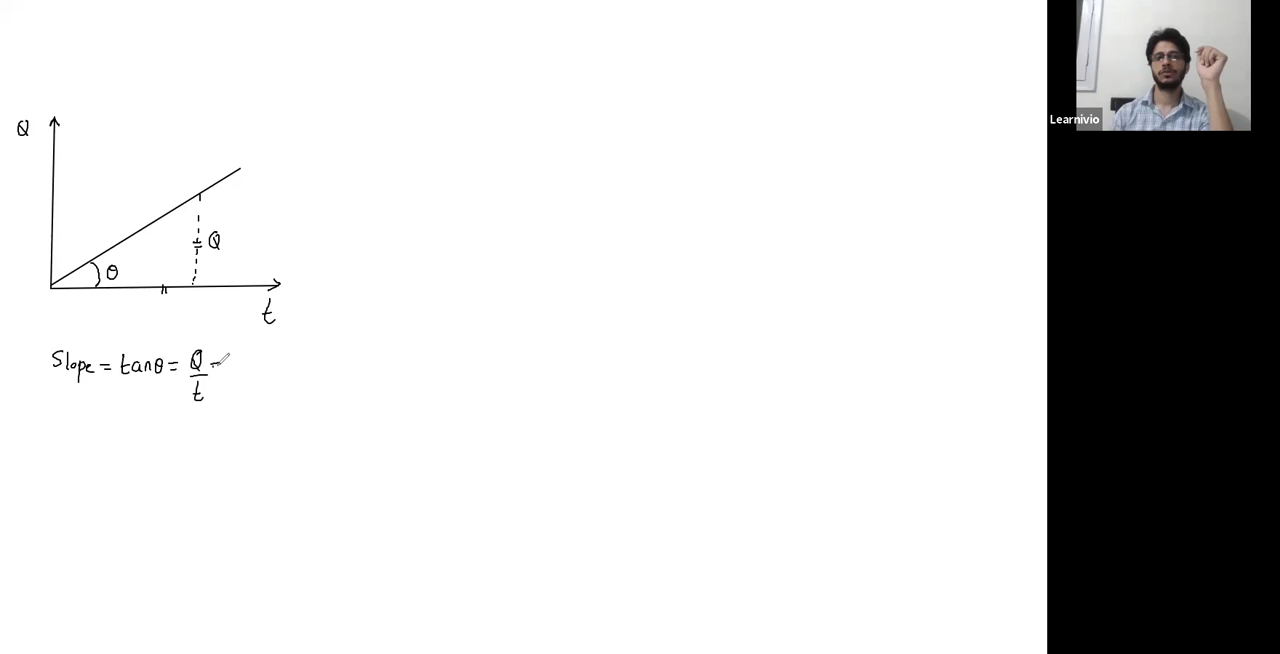 Q
Learnivio
Q
θ
t
Slope = tanθ = Q/t =